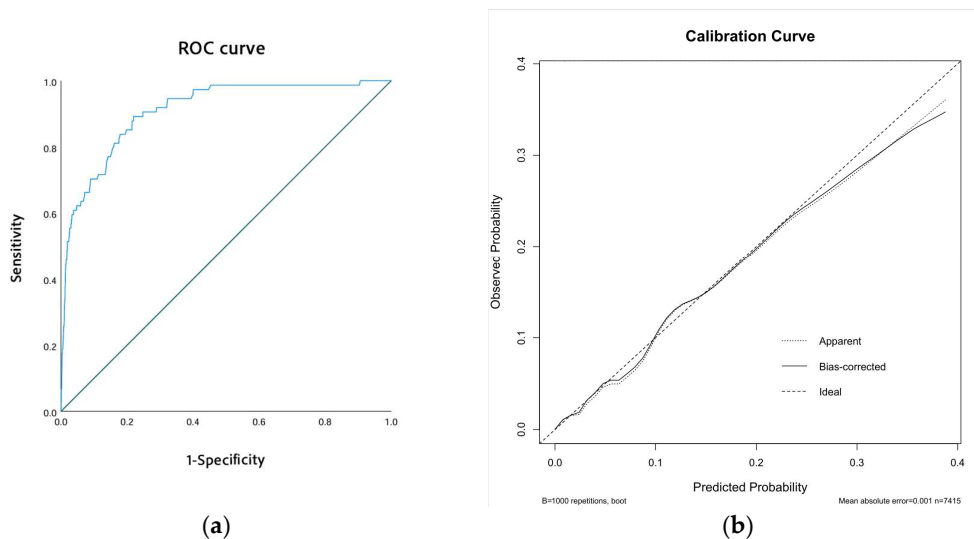 ROC curve
1.0
0.8
0.6
0.4
0.2
0.0
0.0 0.2 0.4 0.6 0.8 1.0
Sensitivity
1-Specificity
(a)
Calibration Curve
0.4
0.3
0.2
0.1
0.0
0.0 0.1 0.2 0.3 0.4
Observec Probability
Apparent
Bias-corrected
Ideal
Predicted Probability
B=1000 repetitions, boot
Mean absolute error=0.001 n=7415
(b)